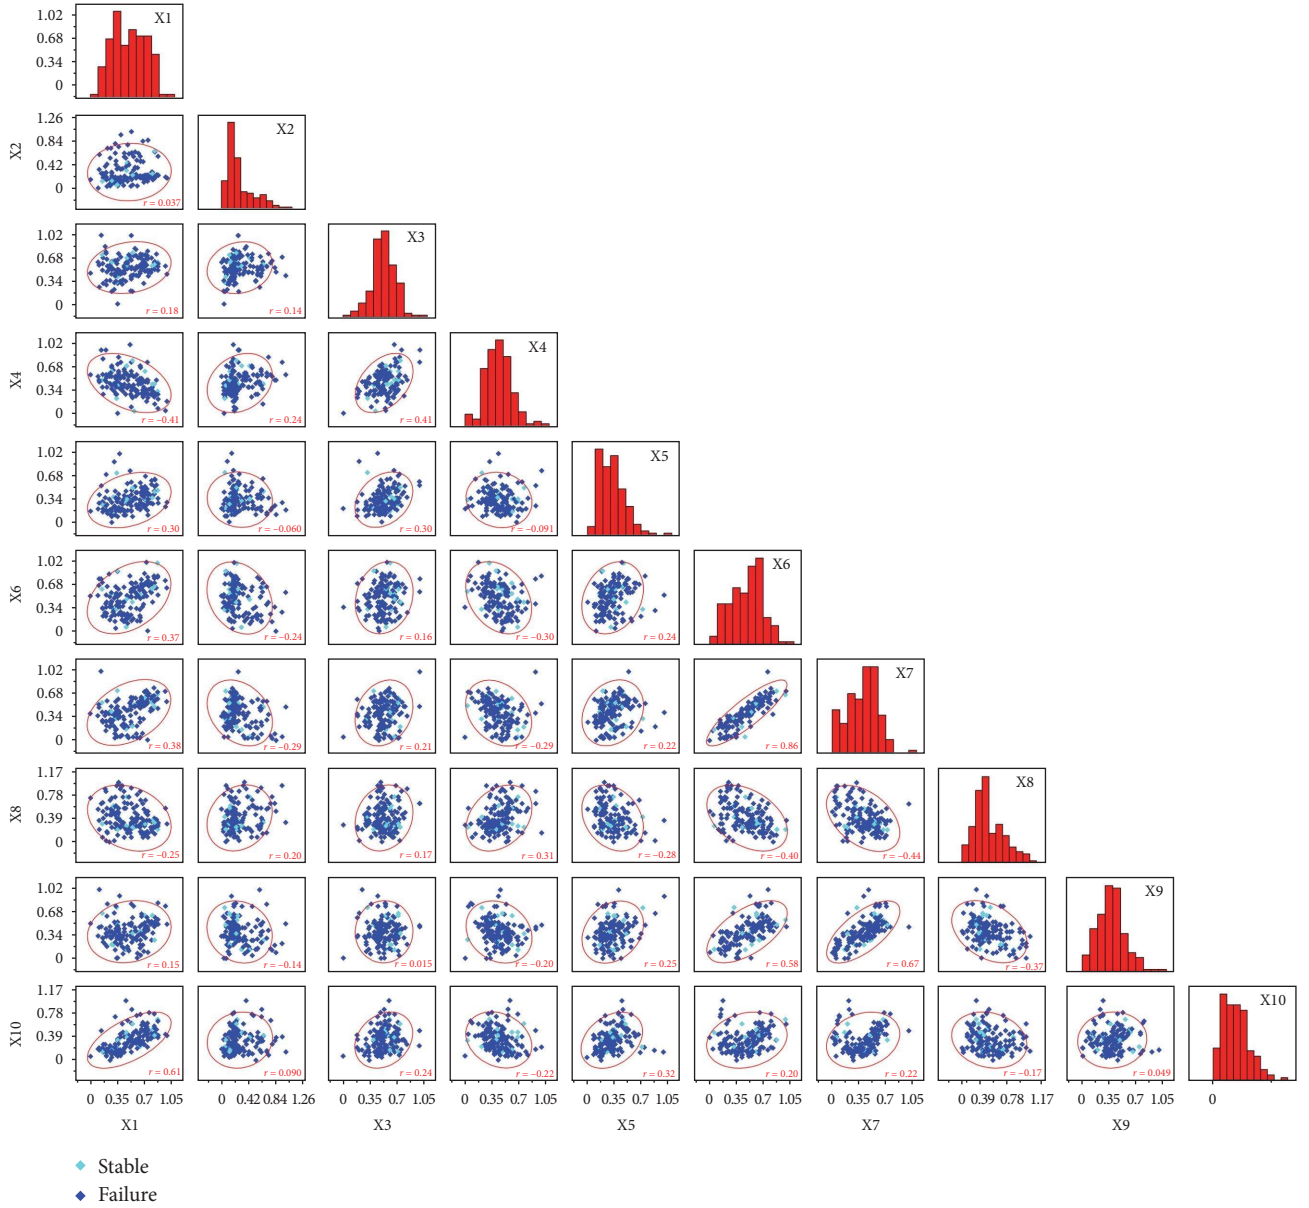 1.02 X1
0.68
0.34
0
1.26 X2
0.84
X2 0.42
0
r = 0.037
1.02 X3
0.68
0.34
0
r = 0.18 r = 0.14
1.02 X4
0.68
X4 0.34
0
r = −0.41 r = 0.24 r = 0.41
1.02 X5
0.68
0.34
0
r = 0.30 r = −0.060 r = 0.30 r = −0.091
1.02 X6
0.68
X6 0.34
0
r = 0.37 r = −0.24 r = 0.16 r = −0.30 r = 0.24
1.02 X7
0.68
0.34
0
r = 0.38 r = −0.29 r = 0.21 r = −0.29 r = 0.22 r = 0.86
1.17 X8
0.78
X8 0.39
0
r = −0.25 r = 0.20 r = 0.17 r = 0.31 r = −0.28 r = −0.40 r = −0.44
1.02 X9
0.68
0.34
0
r = 0.15 r = −0.14 r = 0.015 r = −0.20 r = 0.25 r = 0.58 r = 0.67 r = −0.37
1.17 X10
0.78
X10 0.39
0
r = 0.61 r = 0.090 r = 0.24 r = −0.22 r = 0.32 r = 0.20 r = 0.22 r = −0.17 r = 0.049
0 0.35 0.7 1.05 0 0.42 0.84 1.26 0 0.35 0.7 1.05 0 0.35 0.7 1.05 0 0.35 0.7 1.05 0 0.35 0.7 1.05 0 0.35 0.7 1.05 0 0.39 0.78 1.17 0 0.35 0.7 1.05 0
X1 X3 X5 X7 X9
Stable
Failure